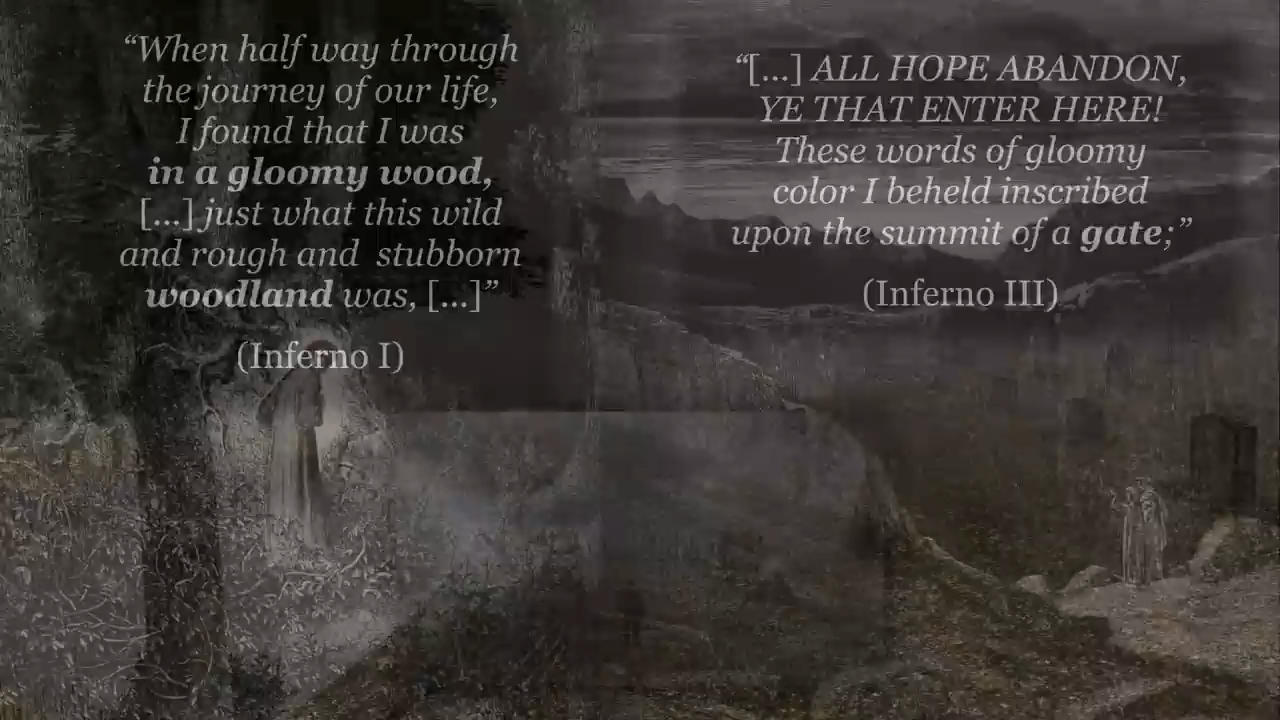 “When half way through
the journey of our life,
I found that I was
in a gloomy wood,
[...] just what this wild
and rough and stubborn
woodland was, [...]”
(Inferno I)
“[...] ALL HOPE ABANDON,
YE THAT ENTER HERE!
These words of gloomy
color I beheld inscribed
upon the summit of a gate;”
(Inferno III)